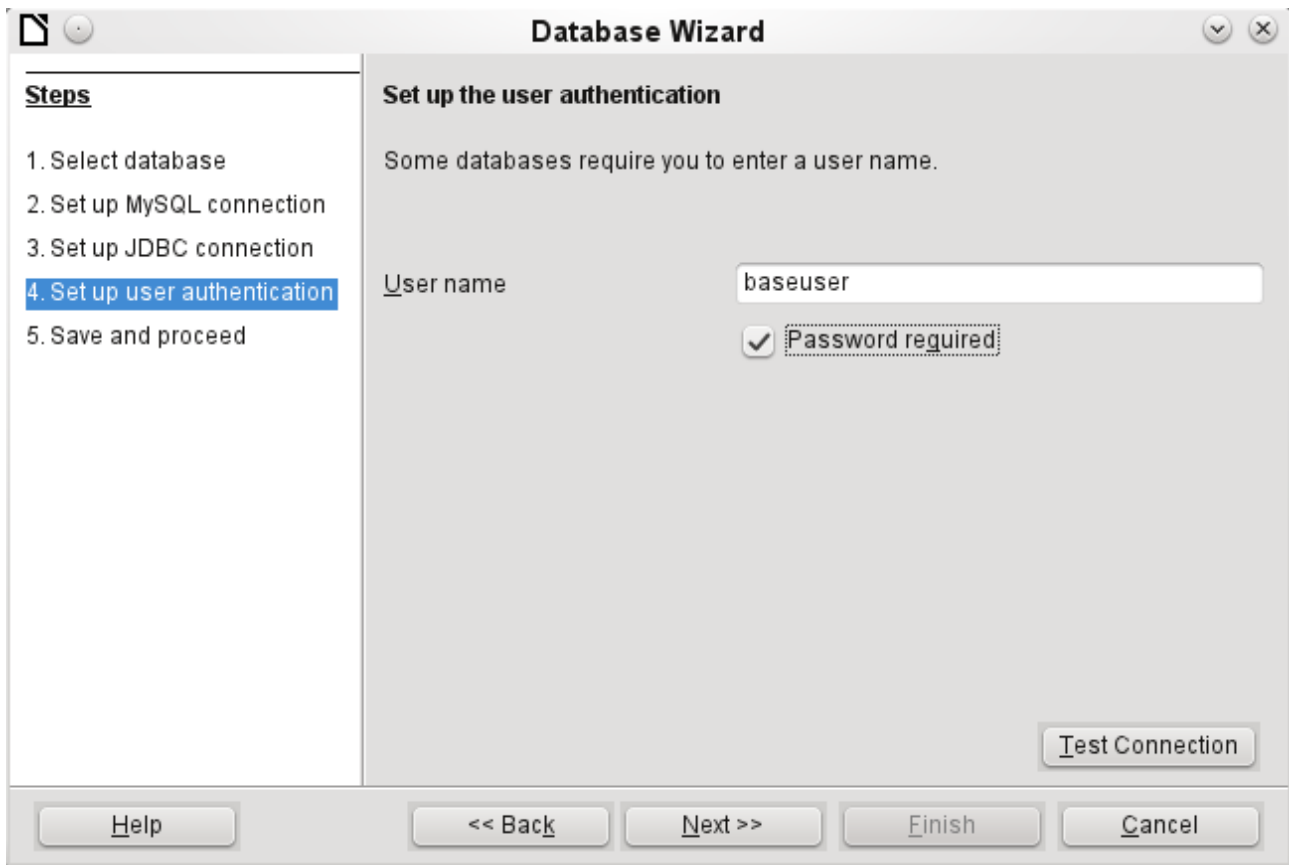 Database Wizard
Steps
1. Select database
2. Set up MySQL connection
3. Set up JDBC connection
4. Set up user authentication
5. Save and proceed
Set up the user authentication
Some databases require you to enter a user name.
User name
baseuser
Password required
Test Connection
Help
<< Back
Next >>
Finish
Cancel